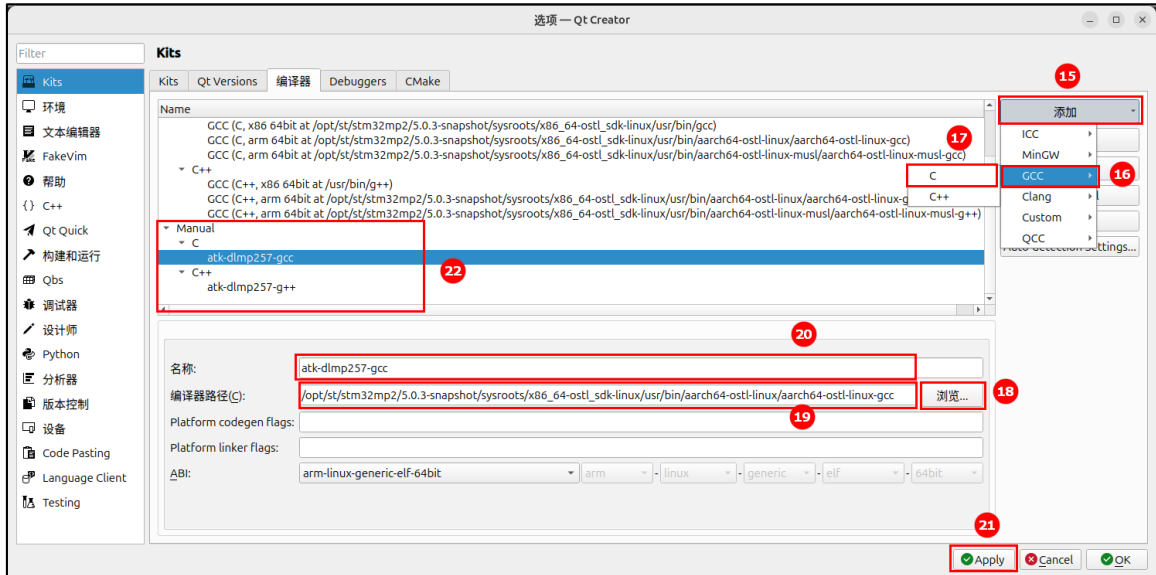 选项 — Qt Creator
Filter
Kits
Kits
环境
文本编辑器
FakeVim
帮助
{} C++
Qt Quick
构建和运行
Qbs
调试器
设计师
Python
分析器
版本控制
设备
Code Pasting
Language Client
Testing
Kits Qt Versions 编译器 Debuggers CMake
Name
GCC (C, x86 64bit at /opt/st/stm32mp2/5.0.3-snapshot/sysroots/x86_64-ostl_sdk-linux/usr/bin/gcc)
GCC (C, arm 64bit at /opt/st/stm32mp2/5.0.3-snapshot/sysroots/x86_64-ostl_sdk-linux/usr/bin/aarch64-ostl-linux/aarch64-ostl-linux-gcc)
GCC (C, arm 64bit at /opt/st/stm32mp2/5.0.3-snapshot/sysroots/x86_64-ostl_sdk-linux/usr/bin/aarch64-ostl-linux-musl/aarch64-ostl-linux-musl-gcc)
C++
GCC (C++, x86 64bit at /usr/bin/g++)
GCC (C++, arm 64bit at /opt/st/stm32mp2/5.0.3-snapshot/sysroots/x86_64-ostl_sdk-linux/usr/bin/aarch64-ostl-linux/aarch64-ostl-linux-g
GCC (C++, arm 64bit at /opt/st/stm32mp2/5.0.3-snapshot/sysroots/x86_64-ostl_sdk-linux/usr/bin/aarch64-ostl-linux-musl/aarch64-ostl-linux-musl-g++)
Manual
C
atk-dlmp257-gcc
C++
atk-dlmp257-g++
22
15
添加
ICC
MinGW
GCC
Clang
Custom
QCC
16
17
C
C++
Settings...
20
名称: atk-dlmp257-gcc
编译器路径(C): /opt/st/stm32mp2/5.0.3-snapshot/sysroots/x86_64-ostl_sdk-linux/usr/bin/aarch64-ostl-linux/aarch64-ostl-linux-gcc 浏览... 18
19
Platform codegen flags:
Platform linker flags:
ABI: arm-linux-generic-elf-64bit arm - linux - generic - elf - 64bit
21
Apply Cancel OK